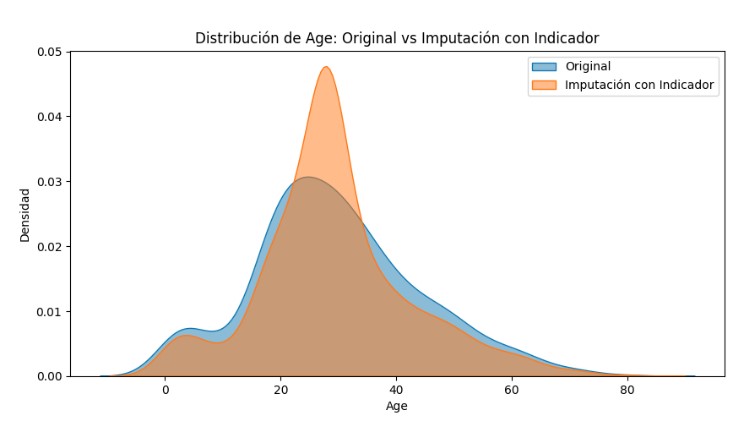 Distribución de Age: Original vs Imputación con Indicador
Original
Imputación con Indicador
0.05
0.04
0.03
0.02
0.01
0.00
Densidad
0 20 40 60 80
Age